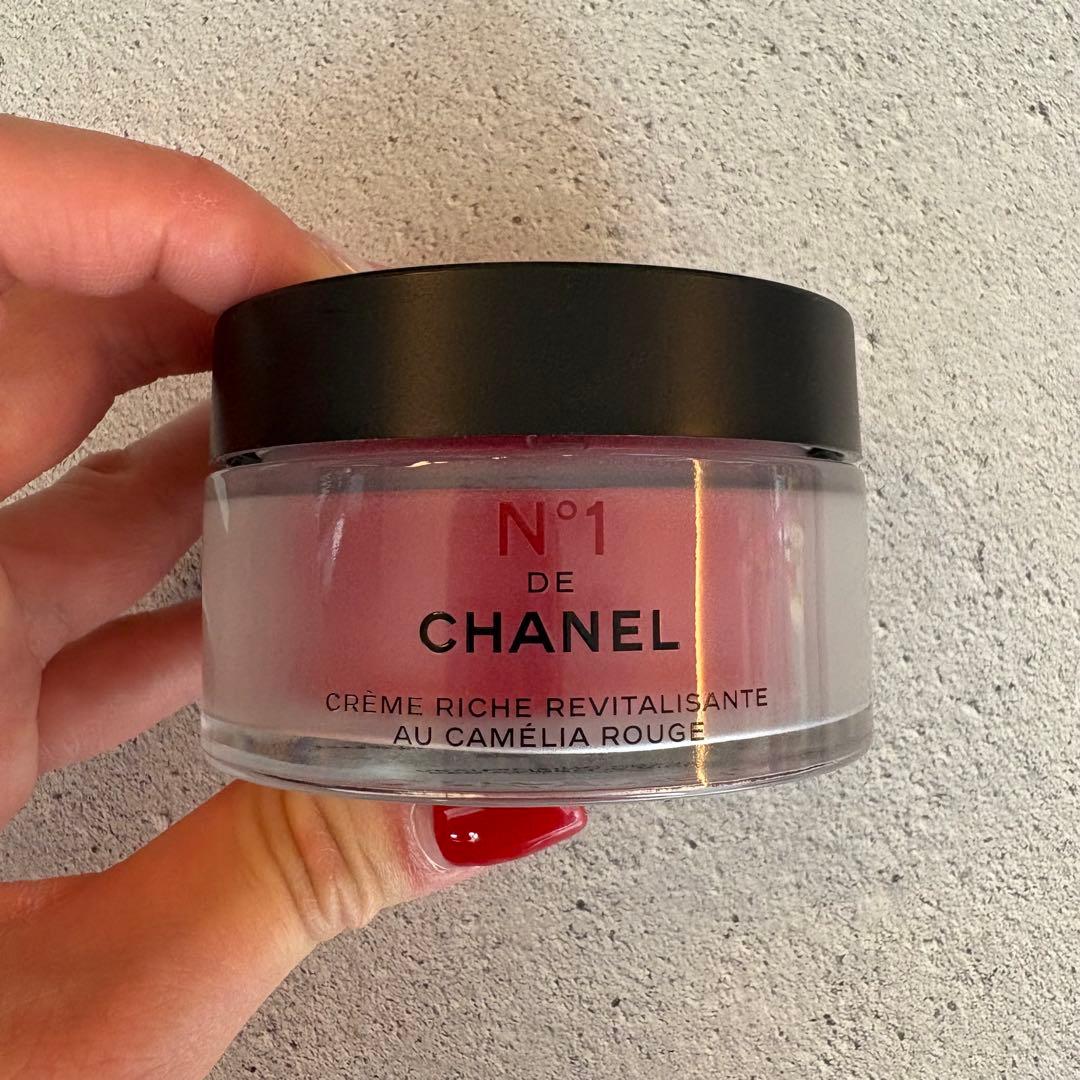 N°1
DE
CHANEL
CRÈME RICHE REVITALISANTE
AU CAMÉLIA ROUGE